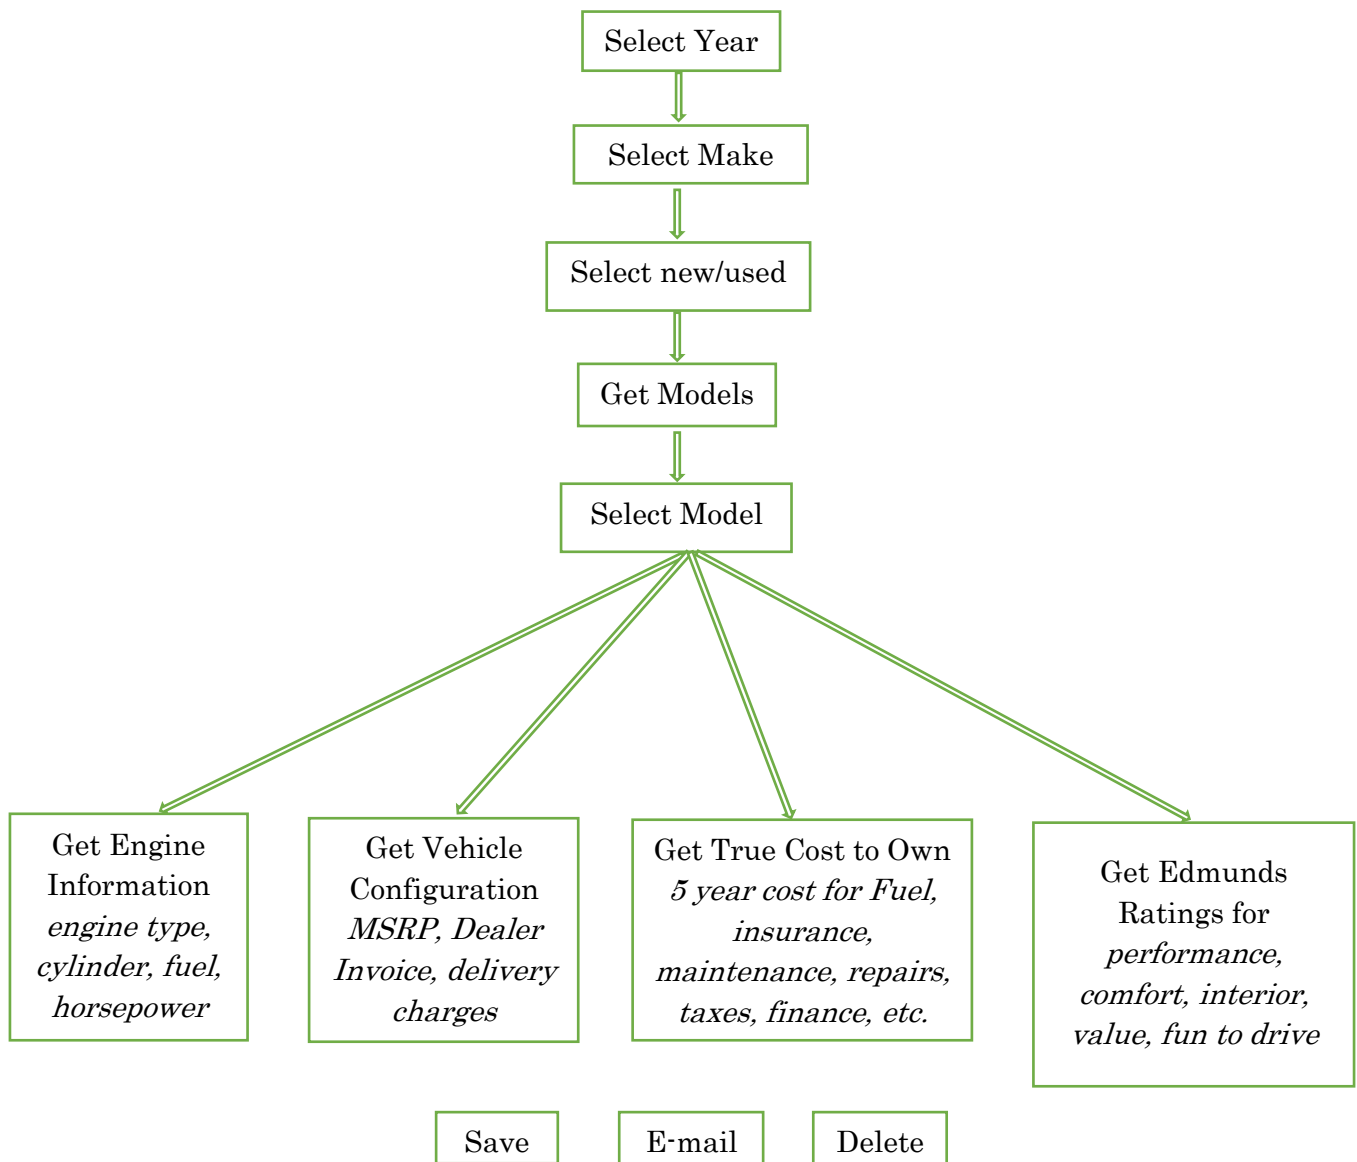 Select Year
Select Make
Select new/used
Get Models
Select Model
Get Engine
Information
engine type,
cylinder, fuel,
horsepower
Get Vehicle
Configuration
MSRP, Dealer
Invoice, delivery
charges
Get True Cost to Own
5 year cost for Fuel,
insurance,
maintenance, repairs,
taxes, finance, etc.
Get Edmunds
Ratings for
performance,
comfort, interior,
value, fun to drive
Save
E-mail
Delete